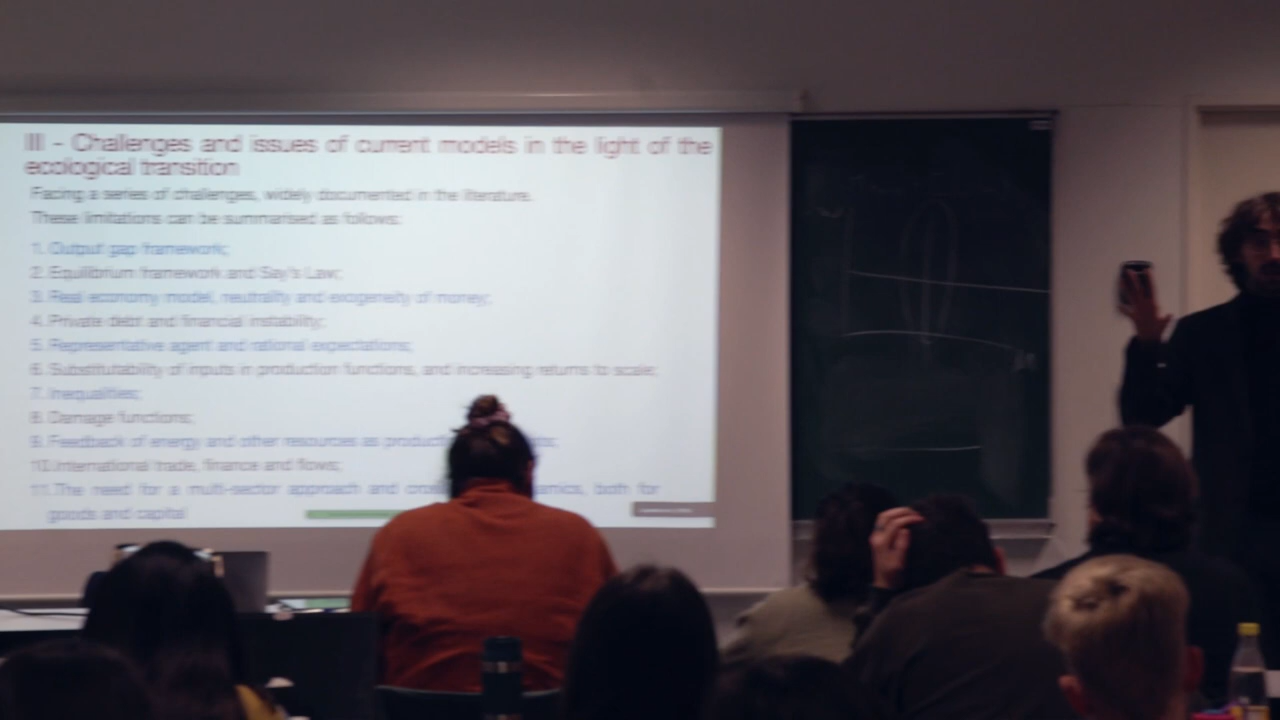 III - Challenges and issues of current models in the light of the
ecological transition
Facing a series of challenges, widely documented in the literature.
These limitations can be summarised as follows:
1. Output gap framework;
2. Equilibrium framework and Say's Law;
3. Real economy model, neutrality and exogeneity of money;
4. Private debt and financial instability;
5. Representative agent and rational expectations;
6. Substitutability of inputs in production functions, and increasing returns to scale;
7. Inequalities;
8. Damage functions;
9. Feedback of energy and other resources as
10. International trade, finance and flows;
11. The need for a multi-sector approach and both for
goods and capital